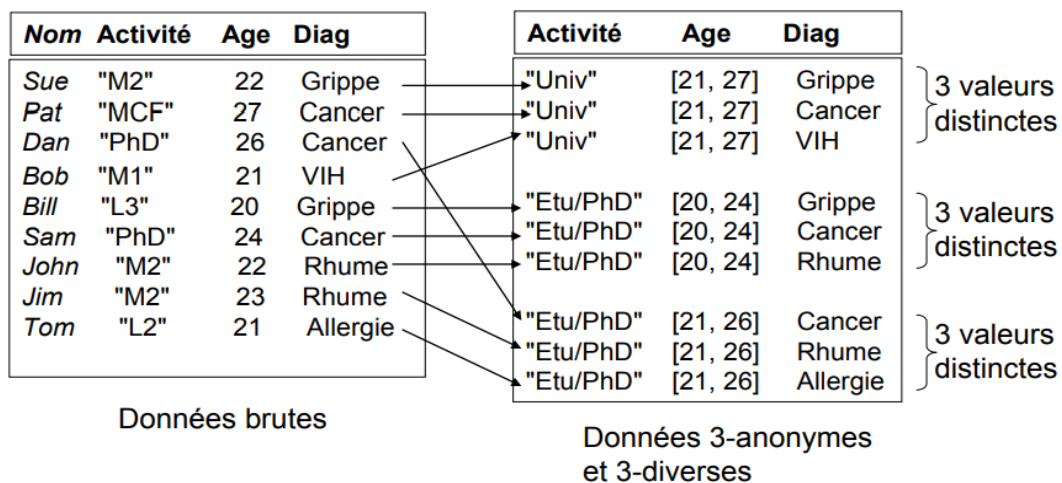 Nom Activité Age Diag
Sue "M2" 22 Grippe
Pat "MCF" 27 Cancer
Dan "PhD" 26 Cancer
Bob "M1" 21 VIH
Bill "L3" 20 Grippe
Sam "PhD" 24 Cancer
John "M2" 22 Rhume
Jim "M2" 23 Rhume
Tom "L2" 21 Allergie
Données brutes
Activité Age Diag
"Univ" [21, 27] Grippe
"Univ" [21, 27] Cancer
"Univ" [21, 27] VIH
3 valeurs
distinctes
"Etu/PhD" [20, 24] Grippe
"Etu/PhD" [20, 24] Cancer
"Etu/PhD" [20, 24] Rhume
3 valeurs
distinctes
"Etu/PhD" [21, 26] Cancer
"Etu/PhD" [21, 26] Rhume
"Etu/PhD" [21, 26] Allergie
3 valeurs
distinctes
Données 3-anonymes
et 3-diverses